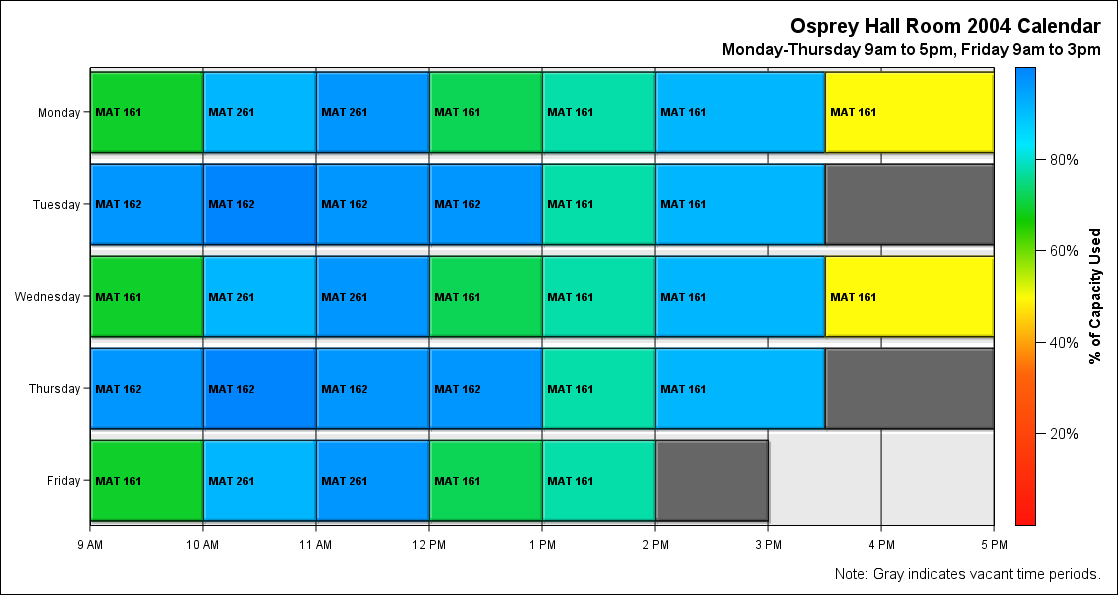 Osprey Hall Room 2004 Calendar
Monday-Thursday 9am to 5pm, Friday 9am to 3pm
Monday MAT 161 MAT 261 MAT 261 MAT 161 MAT 161 MAT 161 MAT 161
80%
Tuesday MAT 162 MAT 162 MAT 162 MAT 162 MAT 161 MAT 161
60%
Wednesday MAT 161 MAT 261 MAT 261 MAT 161 MAT 161 MAT 161 MAT 161
% of Capacity Used
40%
Thursday MAT 162 MAT 162 MAT 162 MAT 162 MAT 161 MAT 161
20%
Friday MAT 161 MAT 261 MAT 261 MAT 161 MAT 161
9 AM 10 AM 11 AM 12 PM 1 PM 2 PM 3 PM 4 PM 5 PM
Note: Gray indicates vacant time periods.